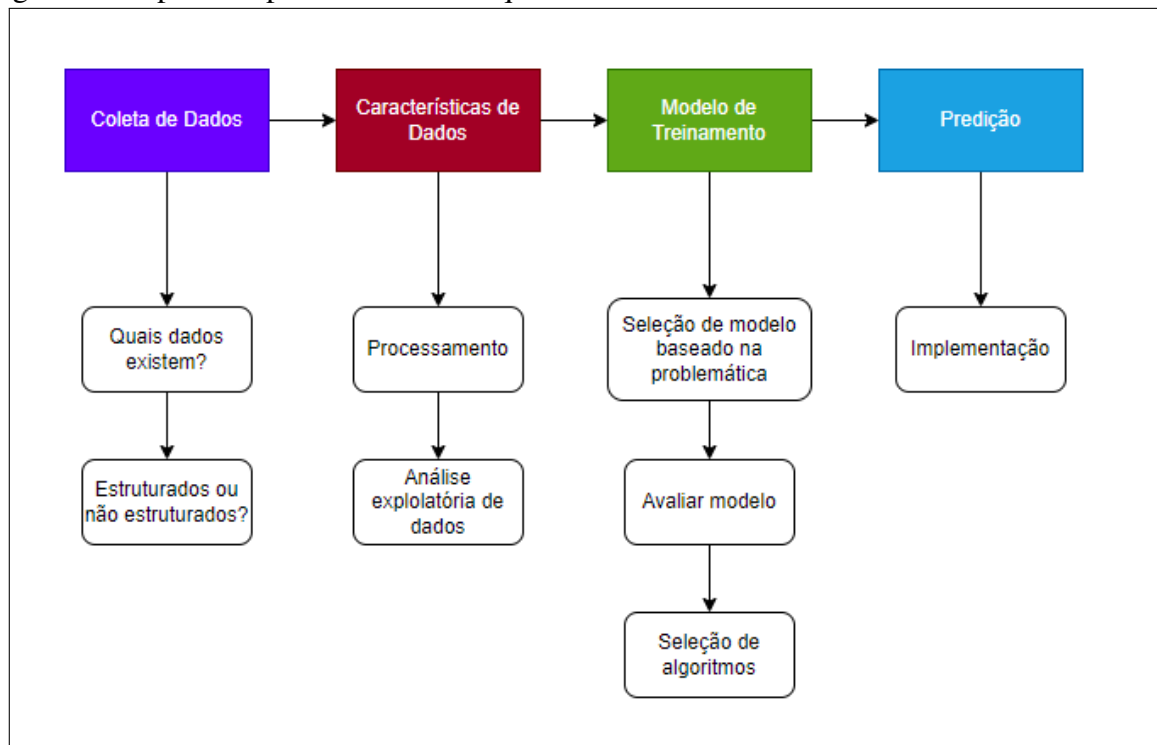 Coleta de Dados
Características de
Dados
Modelo de
Treinamento
Predição
Quais dados
existem?
Processamento
Seleção de modelo
baseado na
problemática
Implementação
Estruturados ou
não estruturados?
Análise
explolatória de
dados
Avaliar modelo
Seleção de
algoritmos